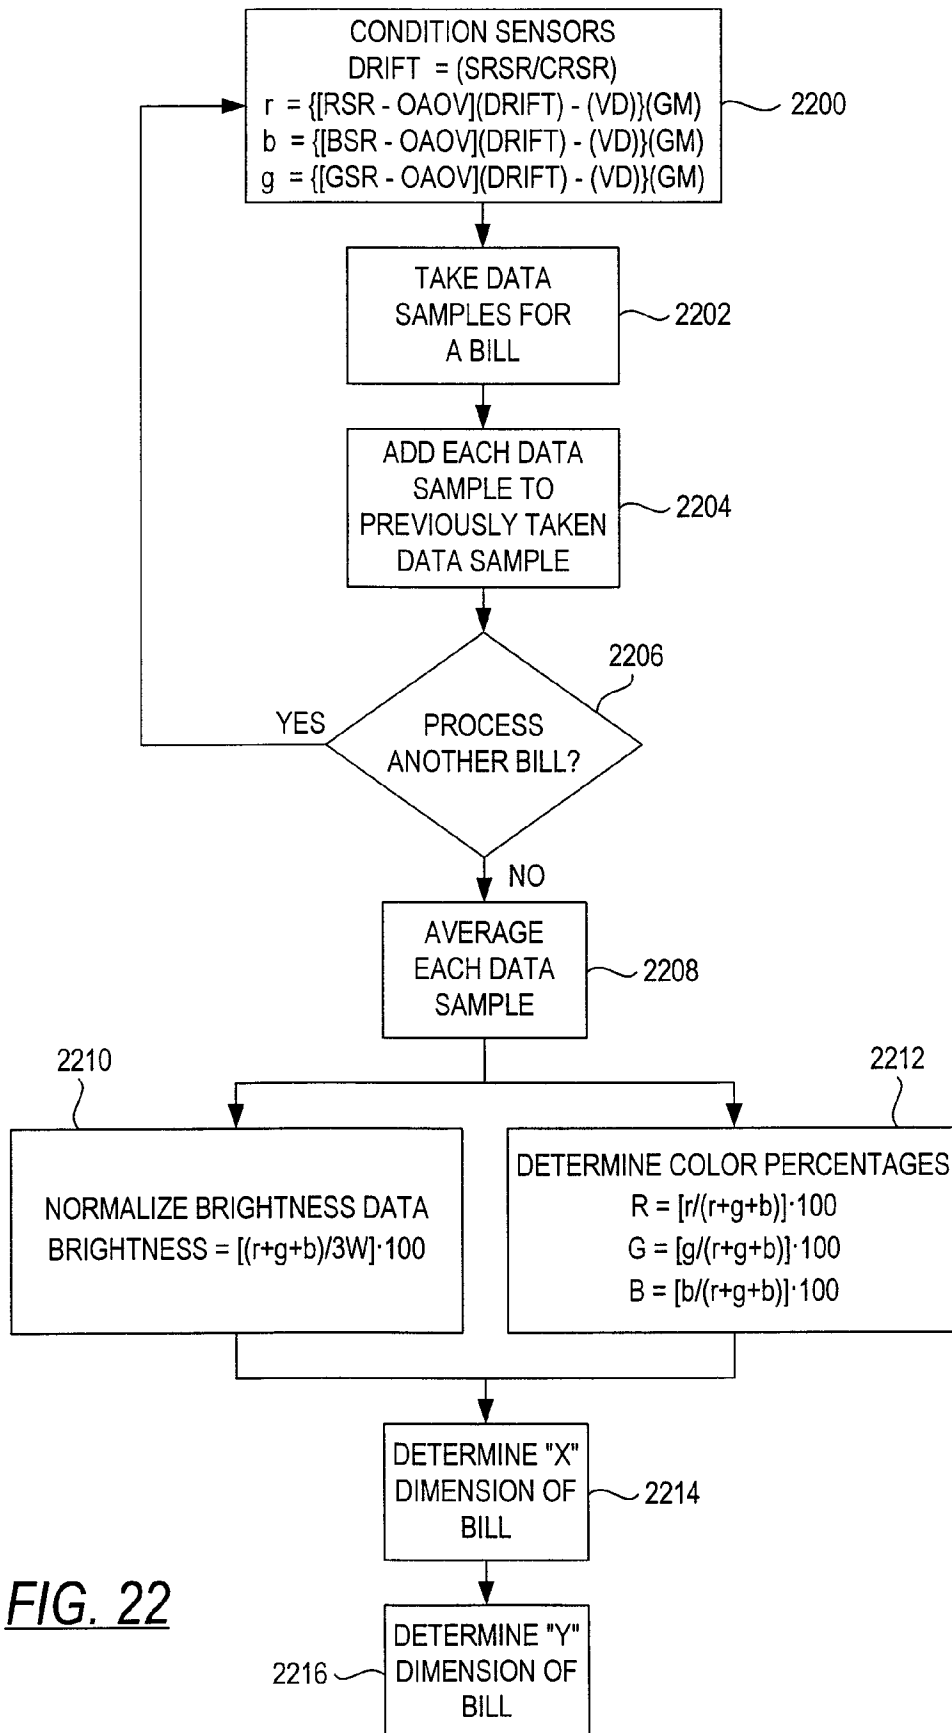 CONDITION SENSORS
DRIFT = (SRSR/CRSR)
r = {[RSR - OAOV](DRIFT) - (VD)}(GM)
b = {[BSR - OAOV](DRIFT) - (VD)}(GM)
g = {[GSR - OAOV](DRIFT) - (VD)}(GM)
2200
TAKE DATA
SAMPLES FOR
A BILL
2202
ADD EACH DATA
SAMPLE TO
PREVIOUSLY TAKEN
DATA SAMPLE
2204
2206
YES
PROCESS
ANOTHER BILL?
NO
AVERAGE
EACH DATA
SAMPLE
2208
2210
NORMALIZE BRIGHTNESS DATA
BRIGHTNESS = [(r+g+b)/3W]·100
2212
DETERMINE COLOR PERCENTAGES
R = [r/(r+g+b)]·100
G = [g/(r+g+b)]·100
B = [b/(r+g+b)]·100
DETERMINE "X"
DIMENSION OF
BILL
2214
FIG. 22
DETERMINE "Y"
DIMENSION OF
BILL
2216